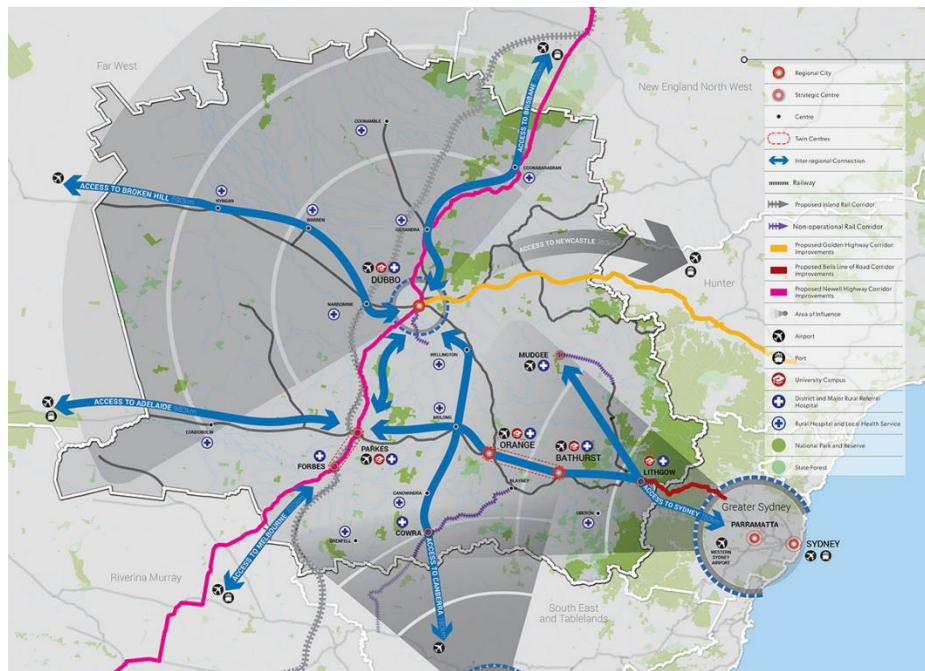 Far West
New England North West
Hunter
Riverina Murray
South East
and Tablelands
Greater Sydney
COONAMBLE
COONABARABRAN
NYNGEN
WARREN
GILGANDRA
DUBBO
NARROMINE
WELLINGTON
MUDGEE
MOLONG
CONDOBOLIN
PARKES
ORANGE
BATHURST
LITHGOW
FORBES
BLAYNEY
CANOWINDRA
OBERON
GRENFELL
COWRA
PARRAMATTA
SYDNEY
WESTERN
SYDNEY
AIRPORT
ACCESS TO BRISBANE
ACCESS TO BROKEN HILL
ACCESS TO NEWCASTLE
ACCESS TO ADELAIDE
ACCESS TO MELBOURNE
ACCESS TO CANBERRA
ACCESS TO SYDNEY
Regional City
Strategic Centre
Centre
Twin Centres
Inter-regional Connection
Railway
Proposed Inland Rail Corridor
Non-operational Rail Corridor
Proposed Golden Highway Corridor
Improvements
Proposed Bells Line of Road Corridor
Improvements
Proposed Newell Highway Corridor
Improvements
Area of Influence
Airport
Port
University Campus
District and Major Rural Referral
Hospital
Rural Hospital and Local Health Service
National Park and Reserve
State Forest